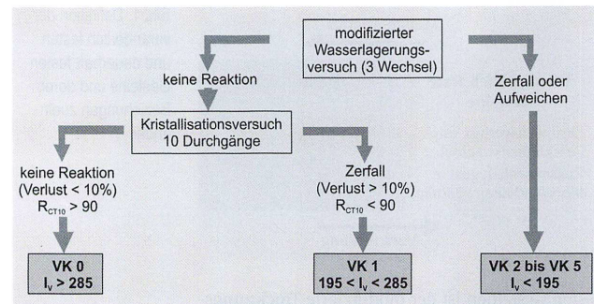 modifizierter
Wasserlagerungs-
versuch (3 Wechsel)
keine Reaktion
Zerfall oder
Aufweichen
Kristallisationsversuch
10 Durchgänge
keine Reaktion
(Verlust < 10%)
R_CT10 > 90
Zerfall
(Verlust > 10%)
R_CT10 < 90
VK 0
I_v > 285
VK 1
195 < I_v < 285
VK 2 bis VK 5
I_v < 195